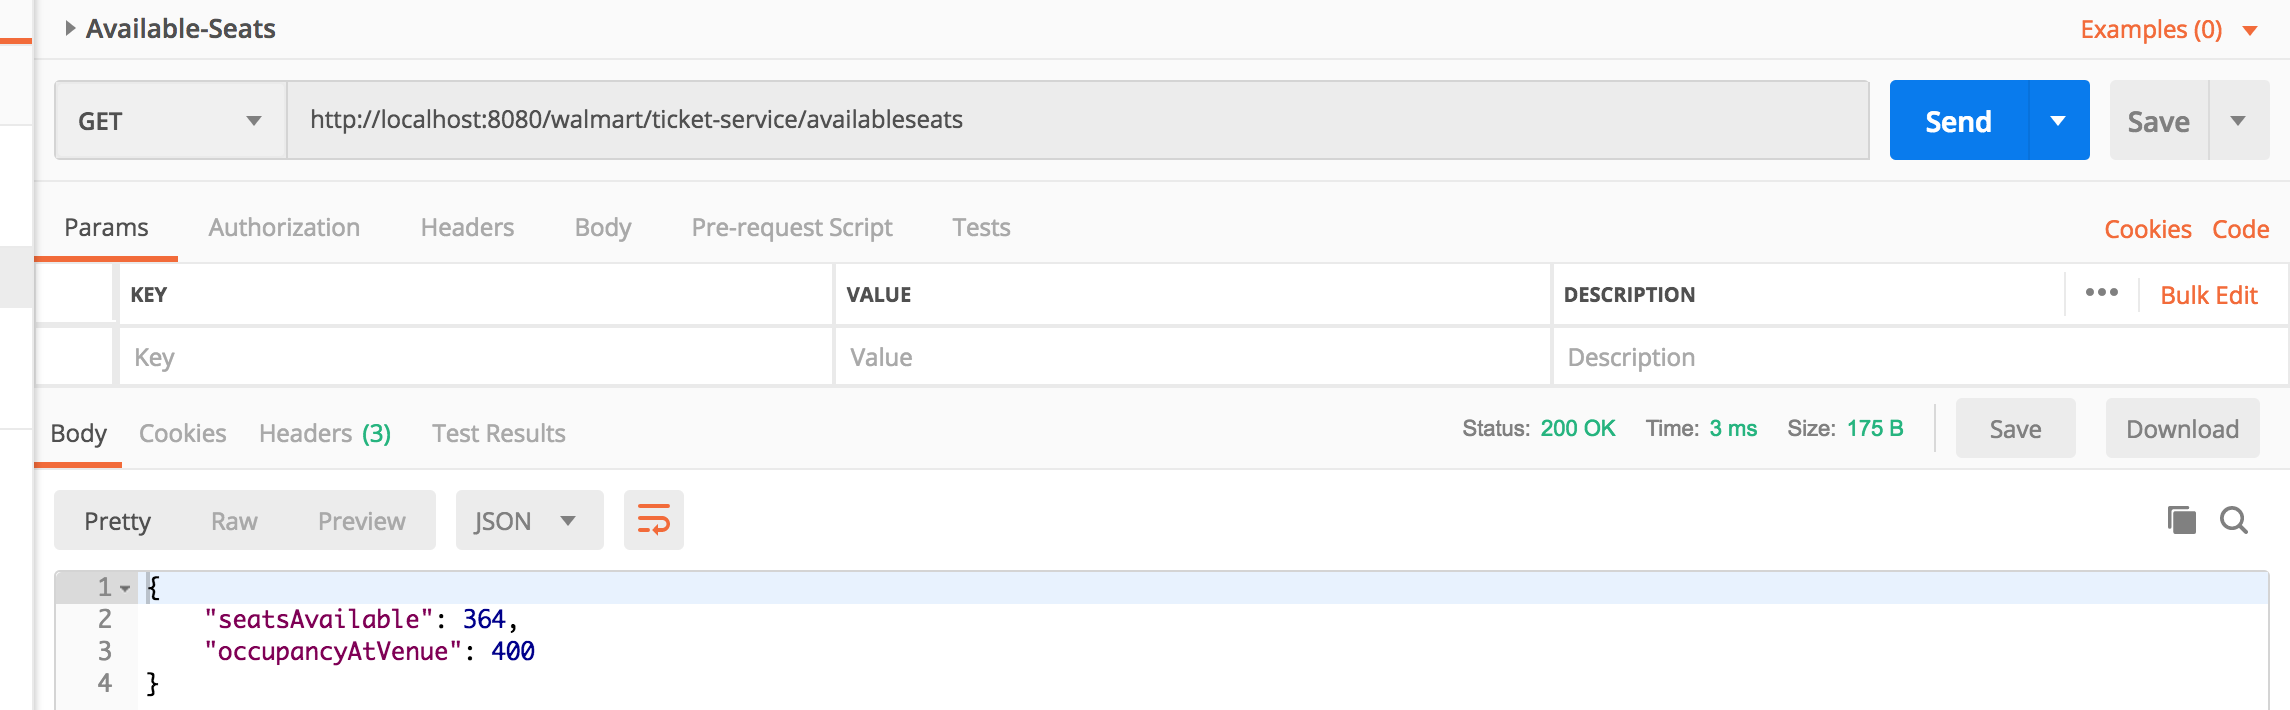 Available-Seats
Examples (0)
GET http://localhost:8080/walmart/ticket-service/availableseats Send Save
Params Authorization Headers Body Pre-request Script Tests Cookies Code
KEY VALUE DESCRIPTION ••• Bulk Edit
Key Value Description
Body Cookies Headers (3) Test Results Status: 200 OK Time: 3 ms Size: 175 B Save Download
Pretty Raw Preview JSON
1 {
2 "seatsAvailable": 364,
3 "occupancyAtVenue": 400
4 }